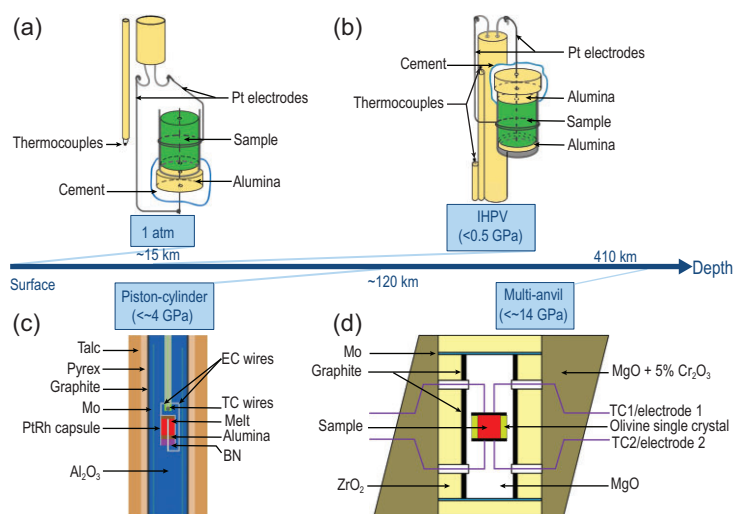 (a)
Thermocouples
Pt electrodes
Sample
Cement
Alumina
1 atm
(b)
Cement
Pt electrodes
Thermocouples
Alumina
Sample
Alumina
IHPV
(<0.5 GPa)
~15 km
410 km
Surface
~120 km
Depth
Piston-cylinder
(<~4 GPa)
Multi-anvil
(<~14 GPa)
(c)
Talc
Pyrex
Graphite
Mo
PtRh capsule
Al₂O₃
EC wires
TC wires
Melt
Alumina
BN
(d)
Mo
Graphite
Sample
ZrO₂
MgO + 5% Cr₂O₃
TC1/electrode 1
Olivine single crystal
TC2/electrode 2
MgO